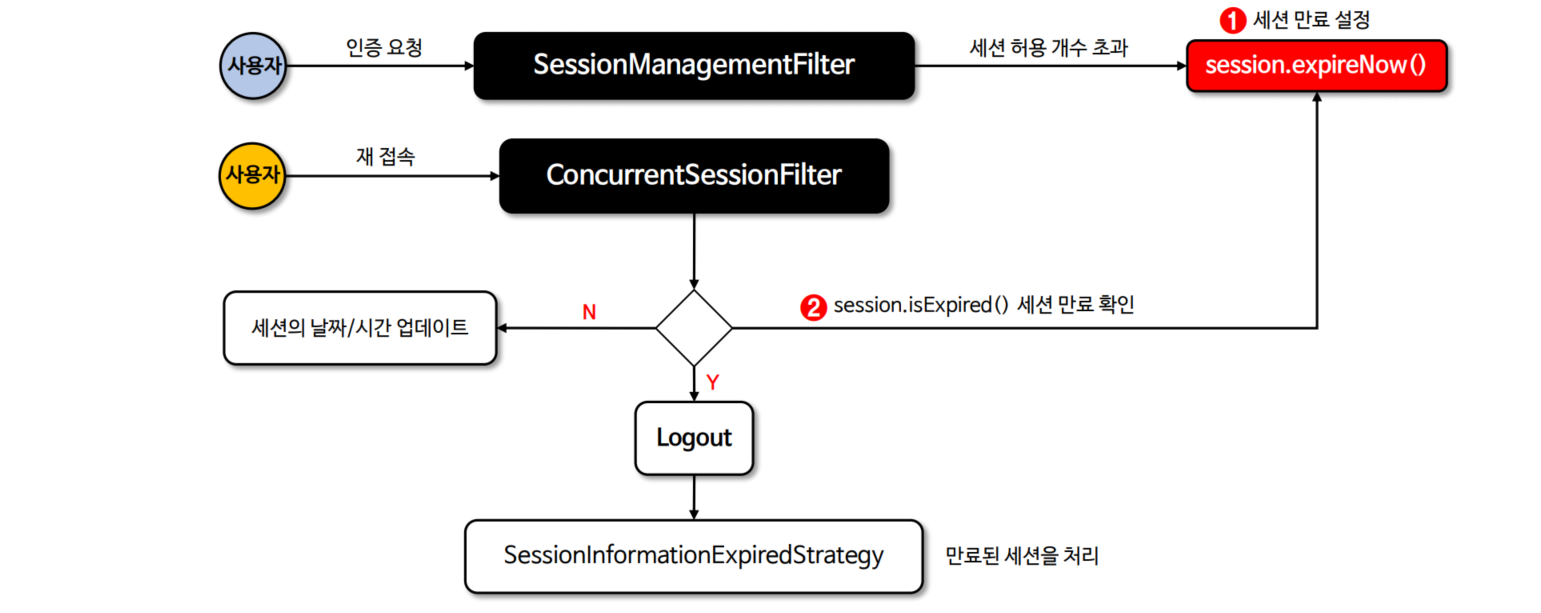 ❶ 세션 만료 설정
사용자
인증 요청
SessionManagementFilter
세션 허용 개수 초과
session.expireNow()
사용자
재 접속
ConcurrentSessionFilter
세션의 날짜/시간 업데이트
N
❷ session.isExpired() 세션 만료 확인
Y
Logout
SessionInformationExpiredStrategy
만료된 세션을 처리